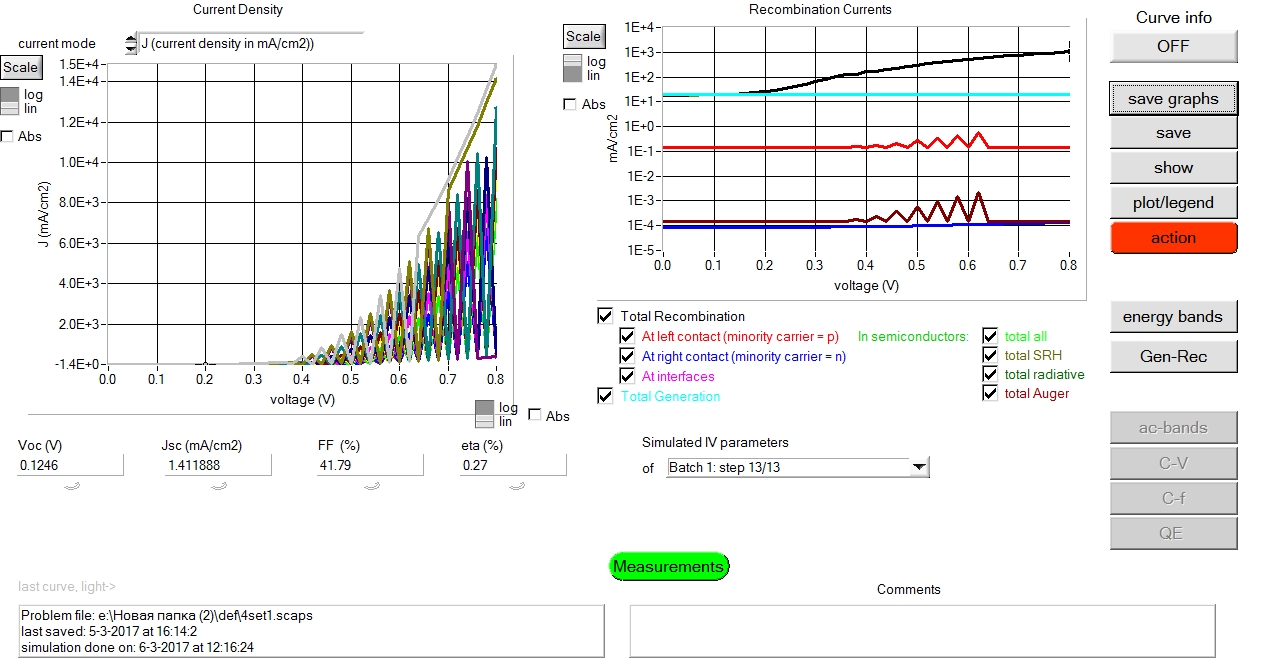 Current Density
current mode
J (current density in mA/cm2))
Scale
log
lin
Abs
J (mA/cm2)
1.5E+4
1.4E+4
1.2E+4
1.0E+4
8.0E+3
6.0E+3
4.0E+3
2.0E+3
-1.4E+0
0.0 0.1 0.2 0.3 0.4 0.5 0.6 0.7 0.8
voltage (V)
log
lin
Abs
Voc (V)
0.1246
Jsc (mA/cm2)
1.411888
FF (%)
41.79
eta (%)
0.27
Recombination Currents
Scale
log
lin
Abs
mA/cm2
1E+4
1E+3
1E+2
1E+1
1E+0
1E-1
1E-2
1E-3
1E-4
1E-5
0.0 0.1 0.2 0.3 0.4 0.5 0.6 0.7 0.8
voltage (V)
Total Recombination
At left contact (minority carrier = p)
At right contact (minority carrier = n)
At interfaces
Total Generation
In semiconductors:
total all
total SRH
total radiative
total Auger
Simulated IV parameters
of
Batch 1: step 13/13
Curve info
OFF
save graphs
save
show
plot/legend
action
energy bands
Gen-Rec
ac-bands
C-V
C-f
QE
Measurements
last curve, light->
Problem file: e:\Новая папка (2)\def\4set1.scaps
last saved: 5-3-2017 at 16:14:2
simulation done on: 6-3-2017 at 12:16:24
Comments